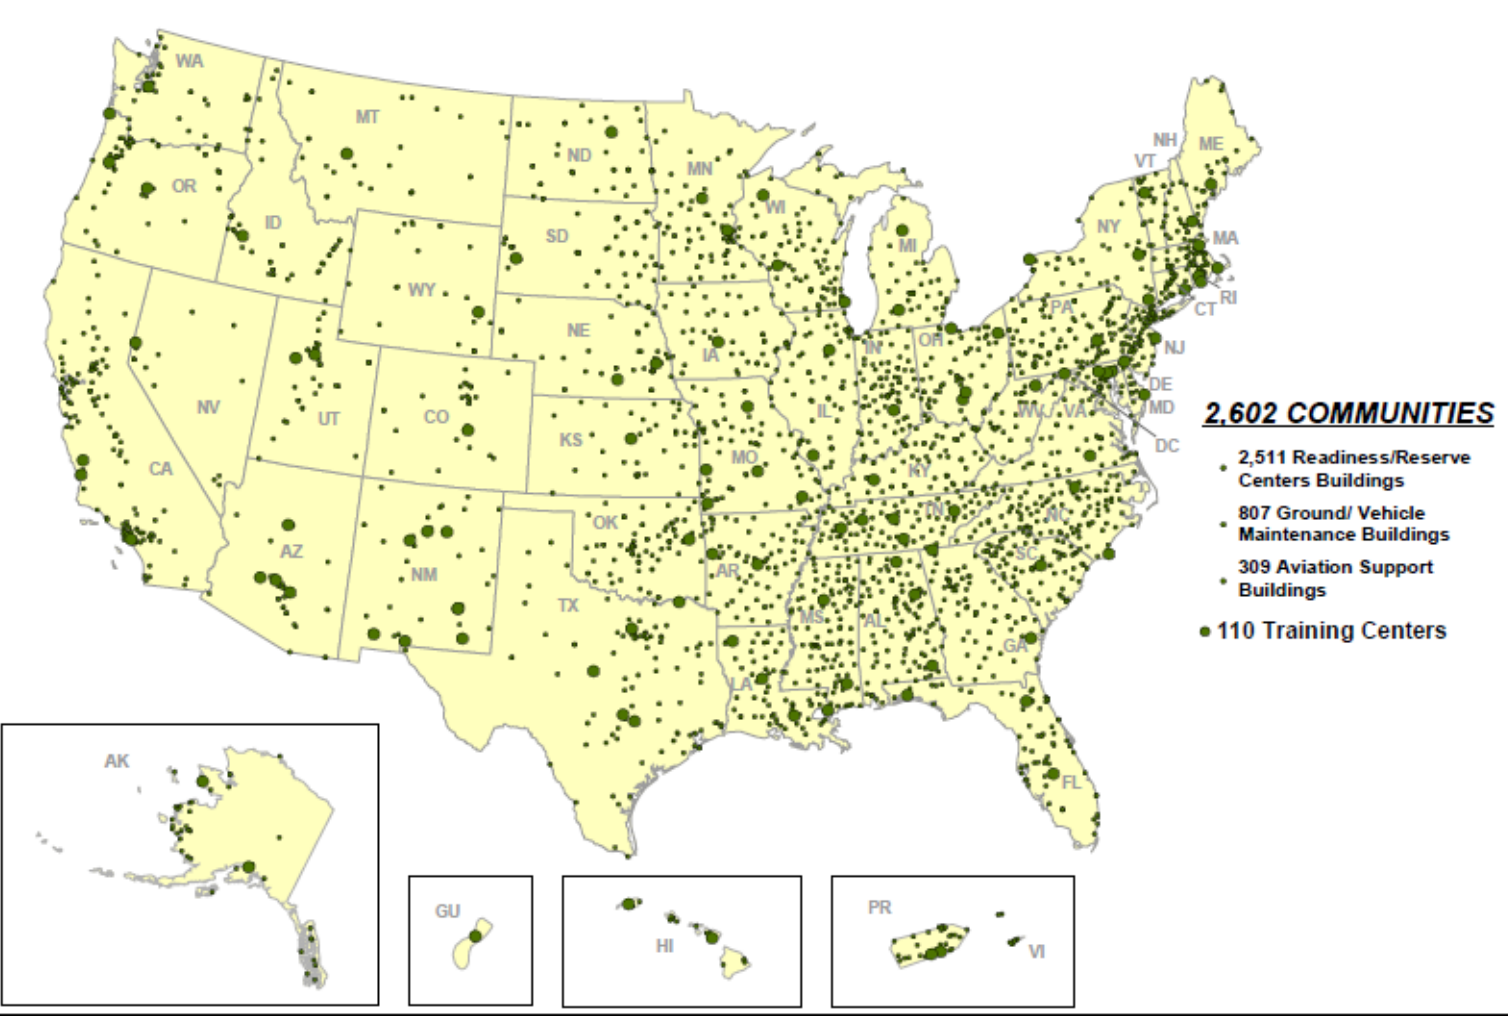 WA
MT
ND
MN
OR
ID
SD
WI
MI
WY
NE
IA
NV
UT
CO
CA
KS
MO
IL
IN
OH
PA
NY
VT
NH
ME
MA
RI
CT
NJ
DE
MD
DC
WV
VA
KY
TN
NC
SC
GA
AL
MS
AR
OK
TX
LA
FL
AZ
NM
2,602 COMMUNITIES
2,511 Readiness/Reserve
Centers Buildings
807 Ground/ Vehicle
Maintenance Buildings
309 Aviation Support
Buildings
110 Training Centers
AK
GU
HI
PR
VI